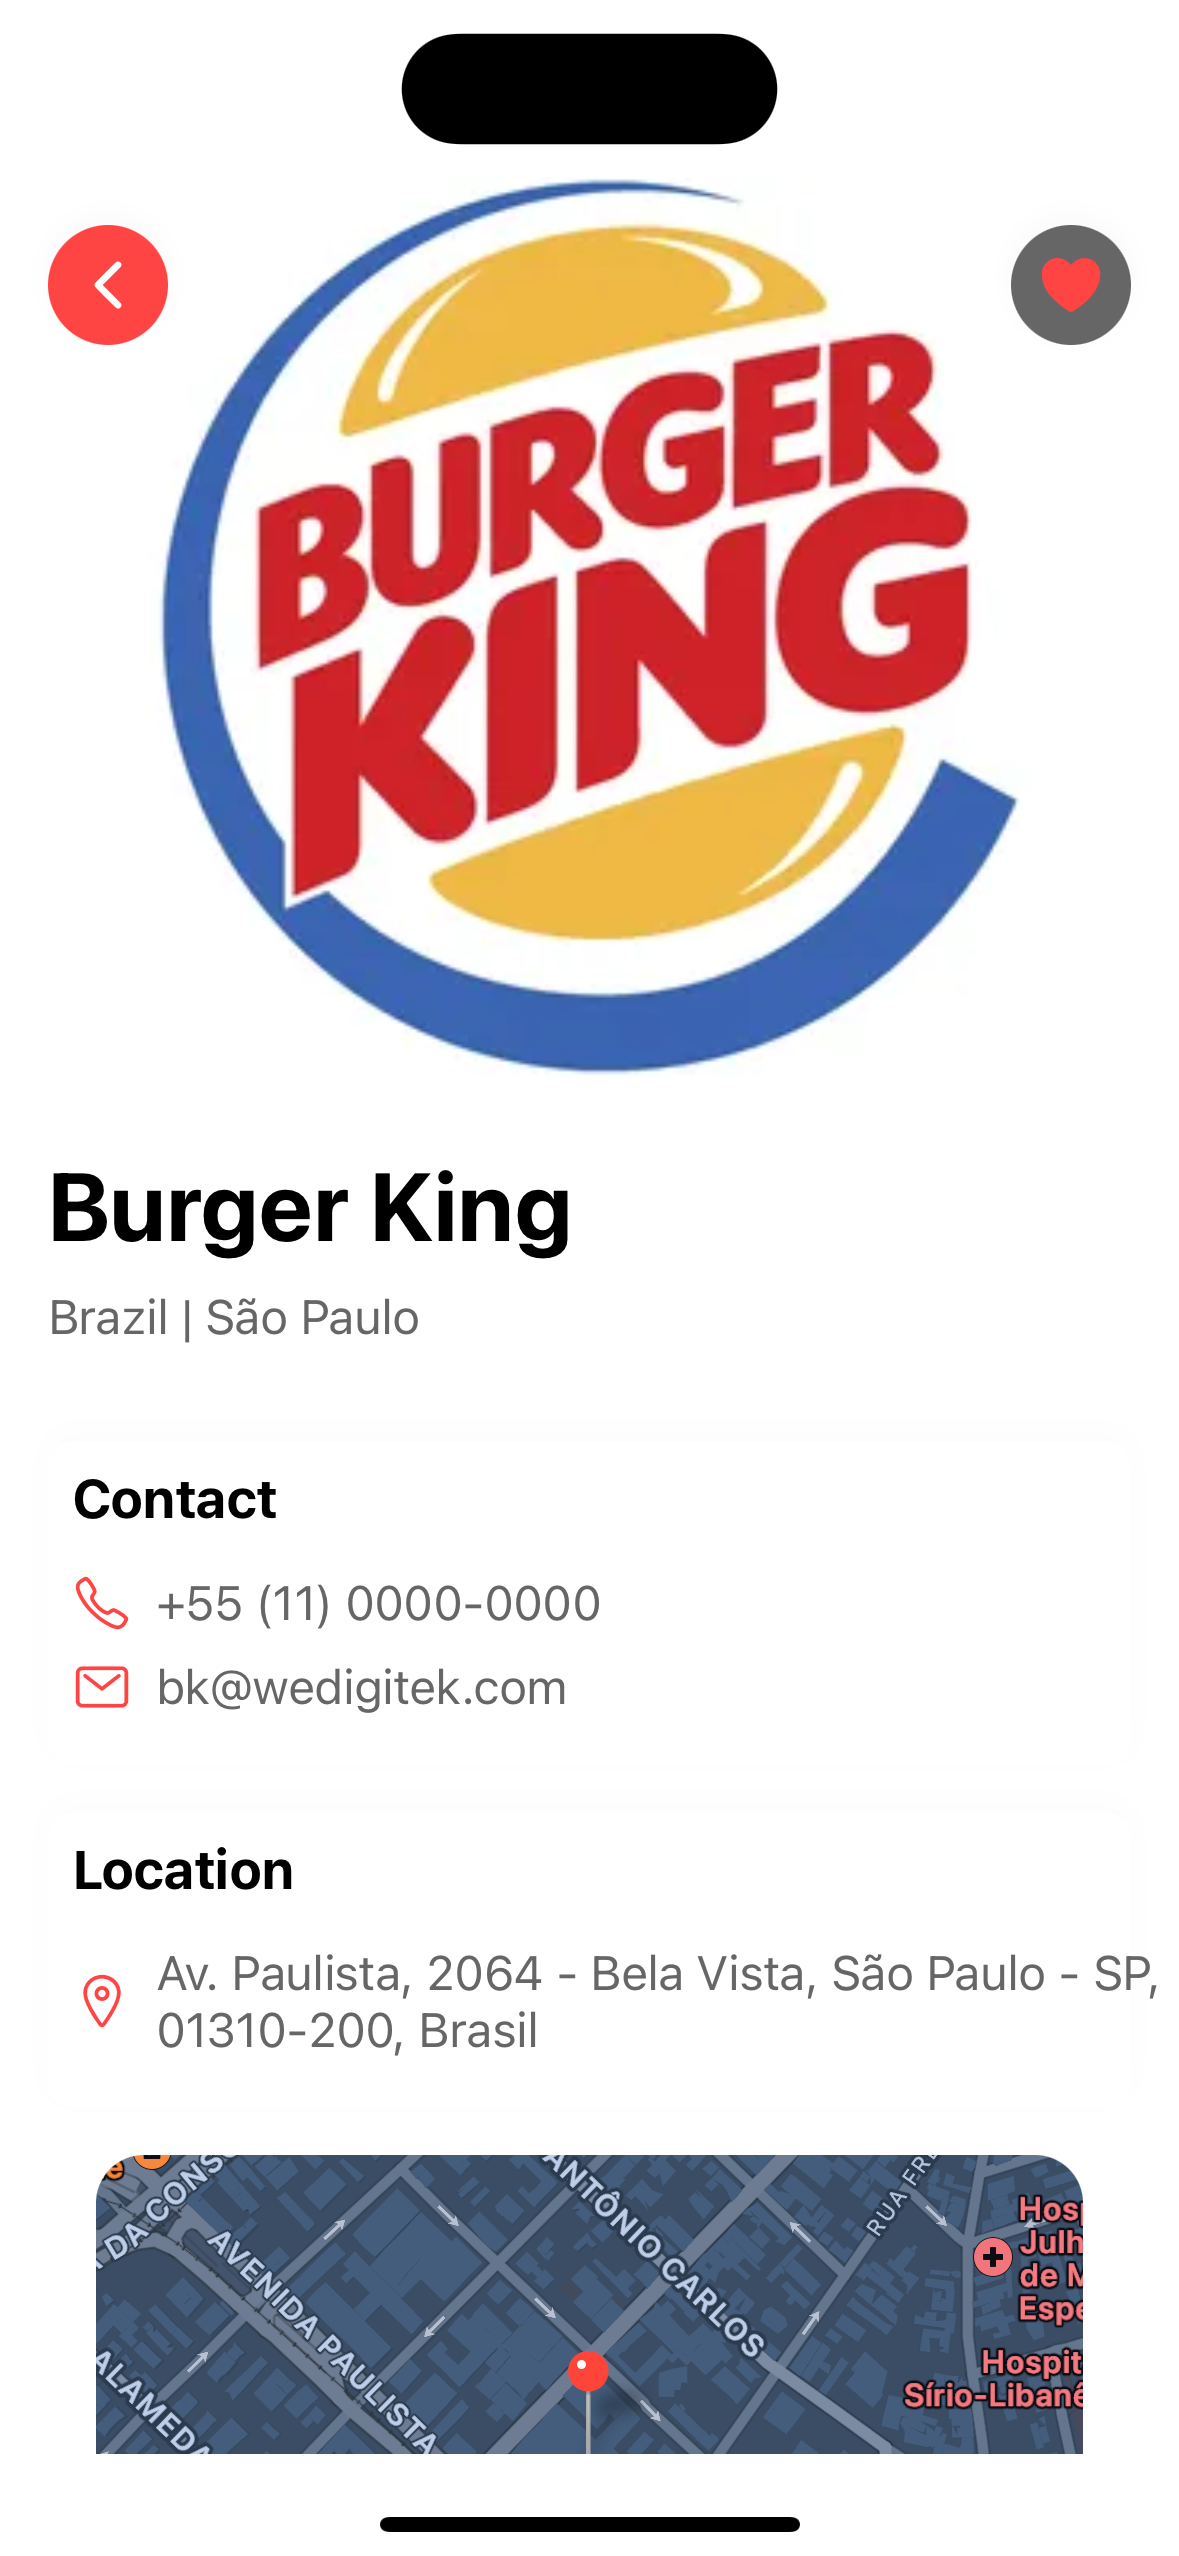 BURGER
KING
Burger King
Brazil | São Paulo
Contact
+55 (11) 0000-0000
bk@wedigitek.com
Location
Av. Paulista, 2064 - Bela Vista, São Paulo - SP,
01310-200, Brasil
DA CONS
AVENIDA PAULISTA
ANTÔNIO CARLOS
RUA FRE
ALAMEDA
Hosp
Julh
de M
Espe
Hospit
Sírio-Libanê